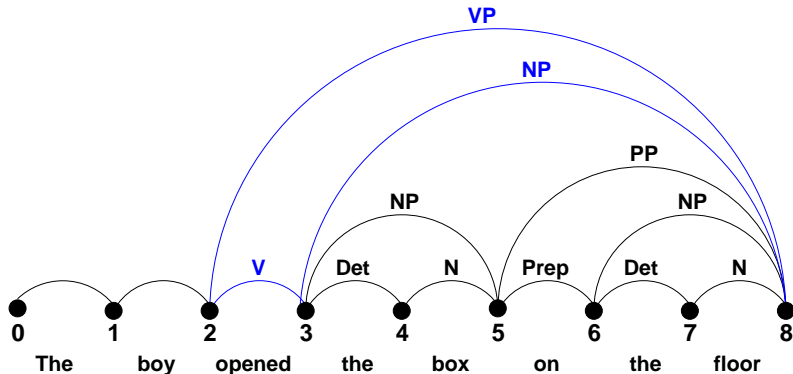 VP
NP
PP
NP NP
V Det N Prep Det N
0 1 2 3 4 5 6 7 8
The boy opened the box on the floor